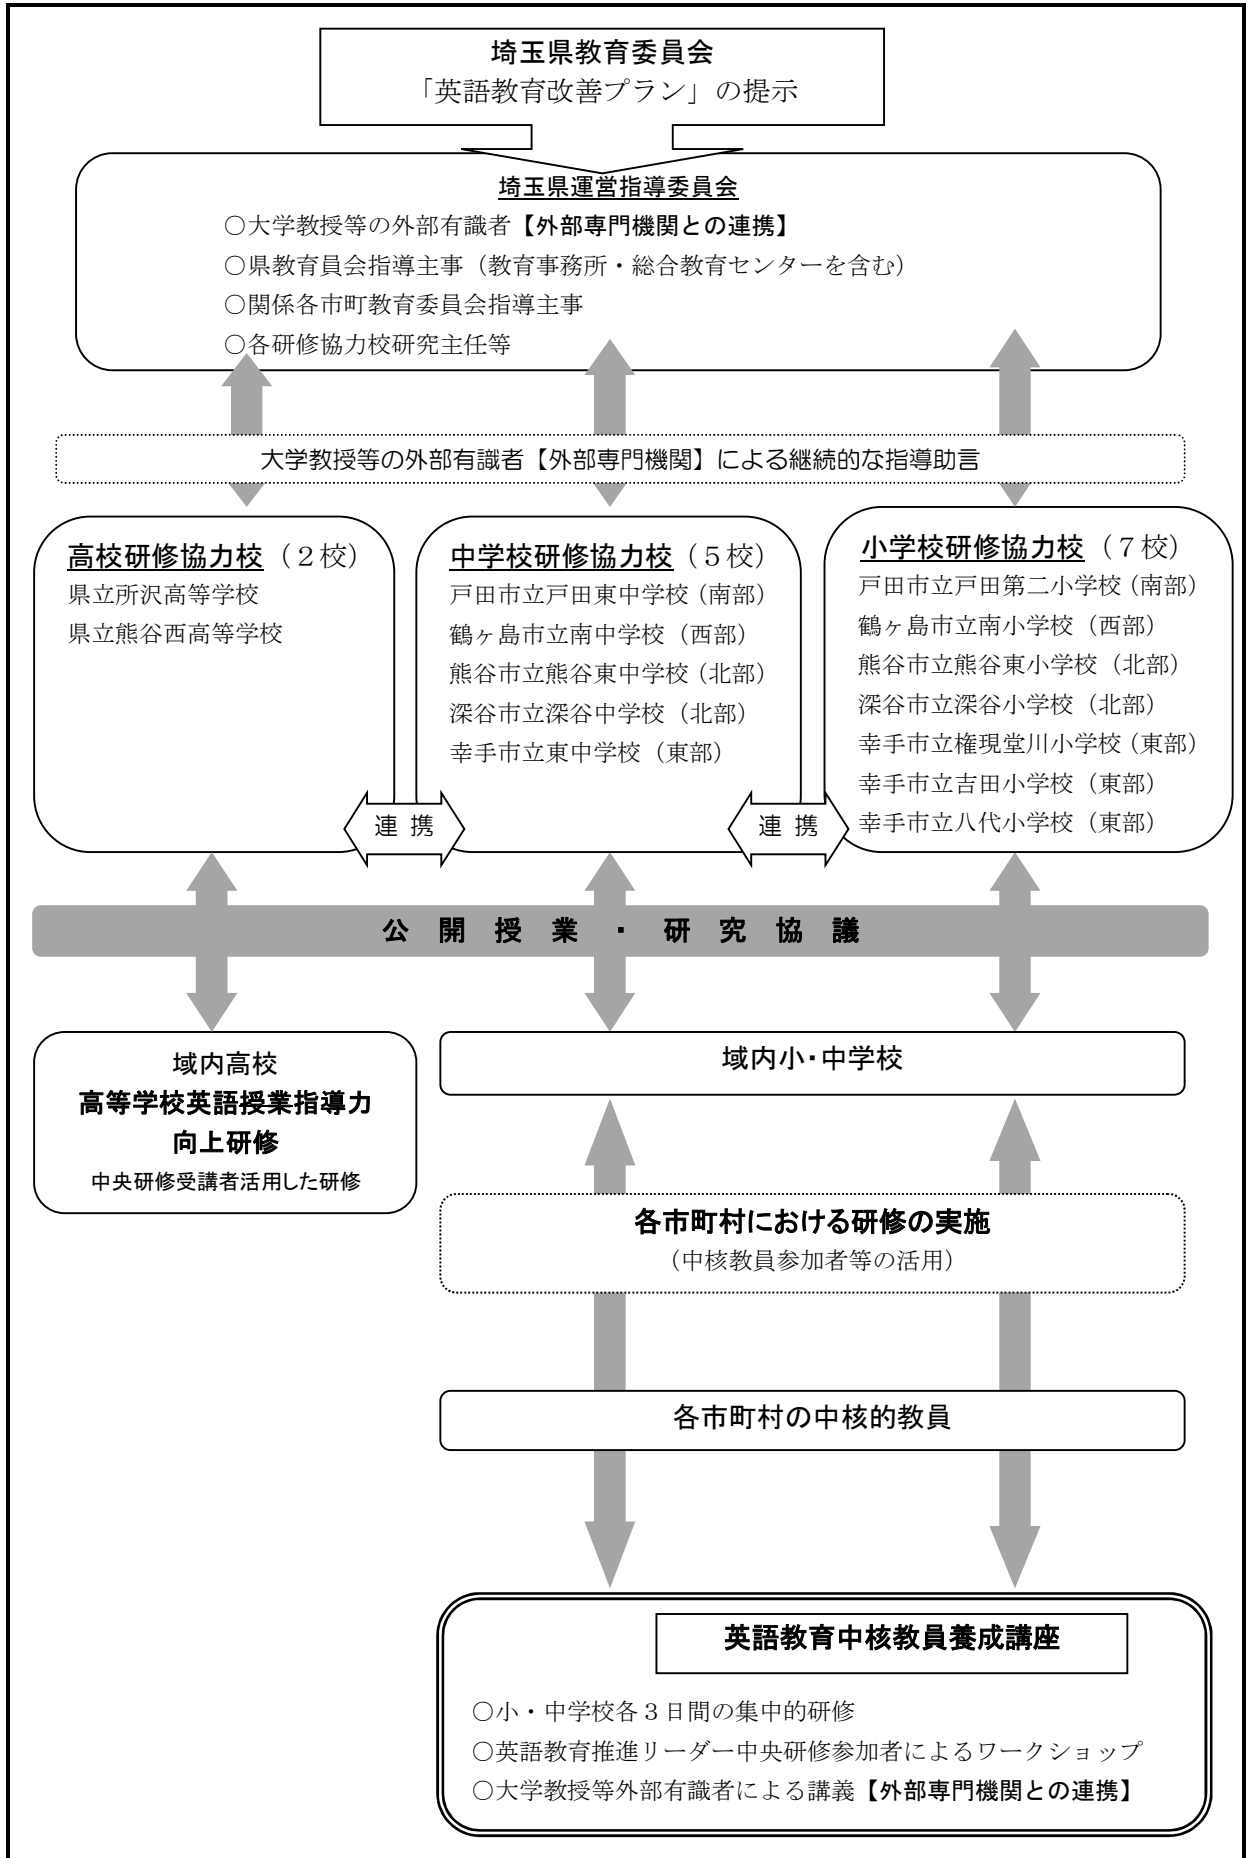 埼玉県教育委員会
「英語教育改善プラン」の提示
埼玉県運営指導委員会
○大学教授等の外部有識者【外部専門機関との連携】
○県教育員会指導主事（教育事務所・総合教育センターを含む）
○関係各市町教育委員会指導主事
○各研修協力校研究主任等
大学教授等の外部有識者【外部専門機関】による継続的な指導助言
高校研修協力校（２校）
県立所沢高等学校
県立熊谷西高等学校
中学校研修協力校（５校）
戸田市立戸田東中学校（南部）
鶴ヶ島市立南中学校（西部）
熊谷市立熊谷東中学校（北部）
深谷市立深谷中学校（北部）
幸手市立東中学校（東部）
小学校研修協力校（７校）
戸田市立戸田第二小学校（南部）
鶴ヶ島市立南小学校（西部）
熊谷市立熊谷東小学校（北部）
深谷市立深谷小学校（北部）
幸手市立権現堂川小学校（東部）
幸手市立吉田小学校（東部）
幸手市立八代小学校（東部）
連 携
連 携
公 開 授 業 ・ 研 究 協 議
域内高校
高等学校英語授業指導力
向上研修
中央研修受講者活用した研修
域内小・中学校
各市町村における研修の実施
（中核教員参加者等の活用）
各市町村の中核的教員
英語教育中核教員養成講座
○小・中学校各３日間の集中的研修
○英語教育推進リーダー中央研修参加者によるワークショップ
○大学教授等外部有識者による講義【外部専門機関との連携】